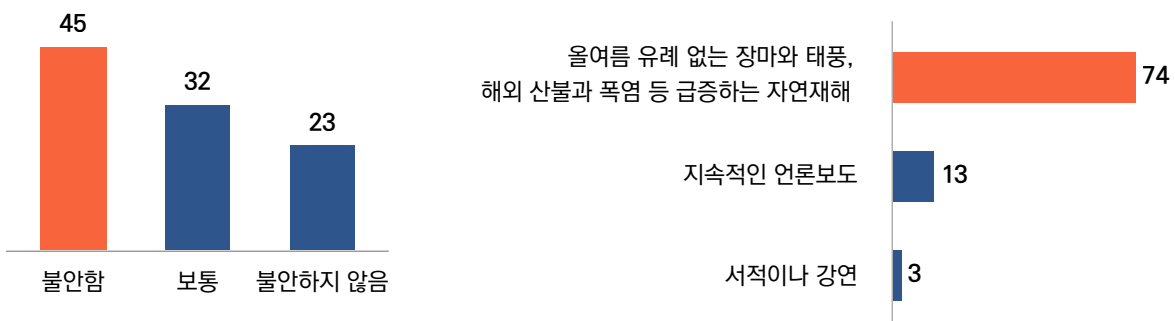 45
32
23
불안함
보통
불안하지 않음
올여름 유례 없는 장마와 태풍,
해외 산불과 폭염 등 급증하는 자연재해
74
지속적인 언론보도
13
서적이나 강연
3